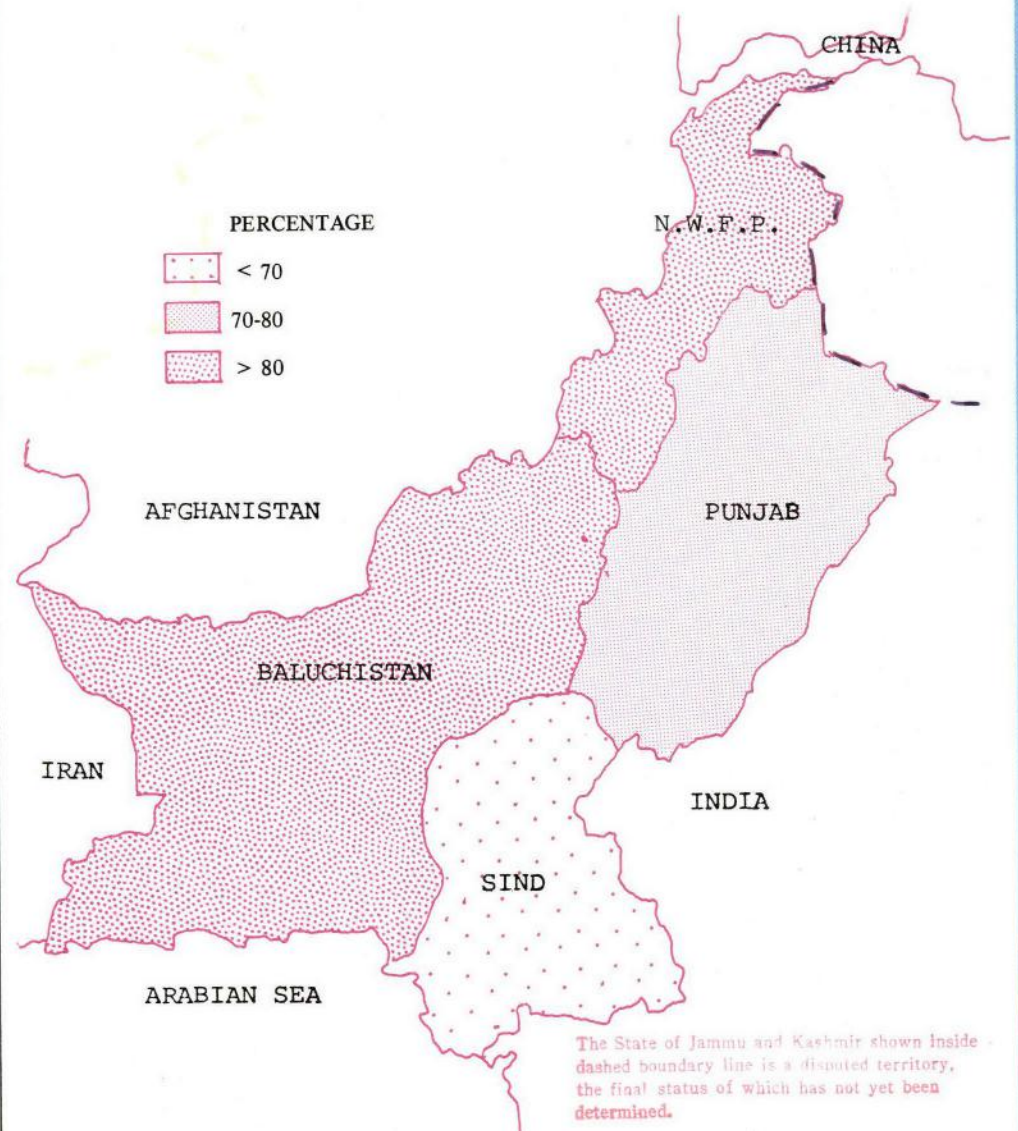 CHINA
N.W.F.P.
PERCENTAGE
< 70
70-80
> 80
AFGHANISTAN
PUNJAB
BALUCHISTAN
IRAN
INDIA
SIND
ARABIAN SEA
The State of Jammu and Kashmir shown inside
dashed boundary line is a disputed territory,
the final status of which has not yet been
determined.